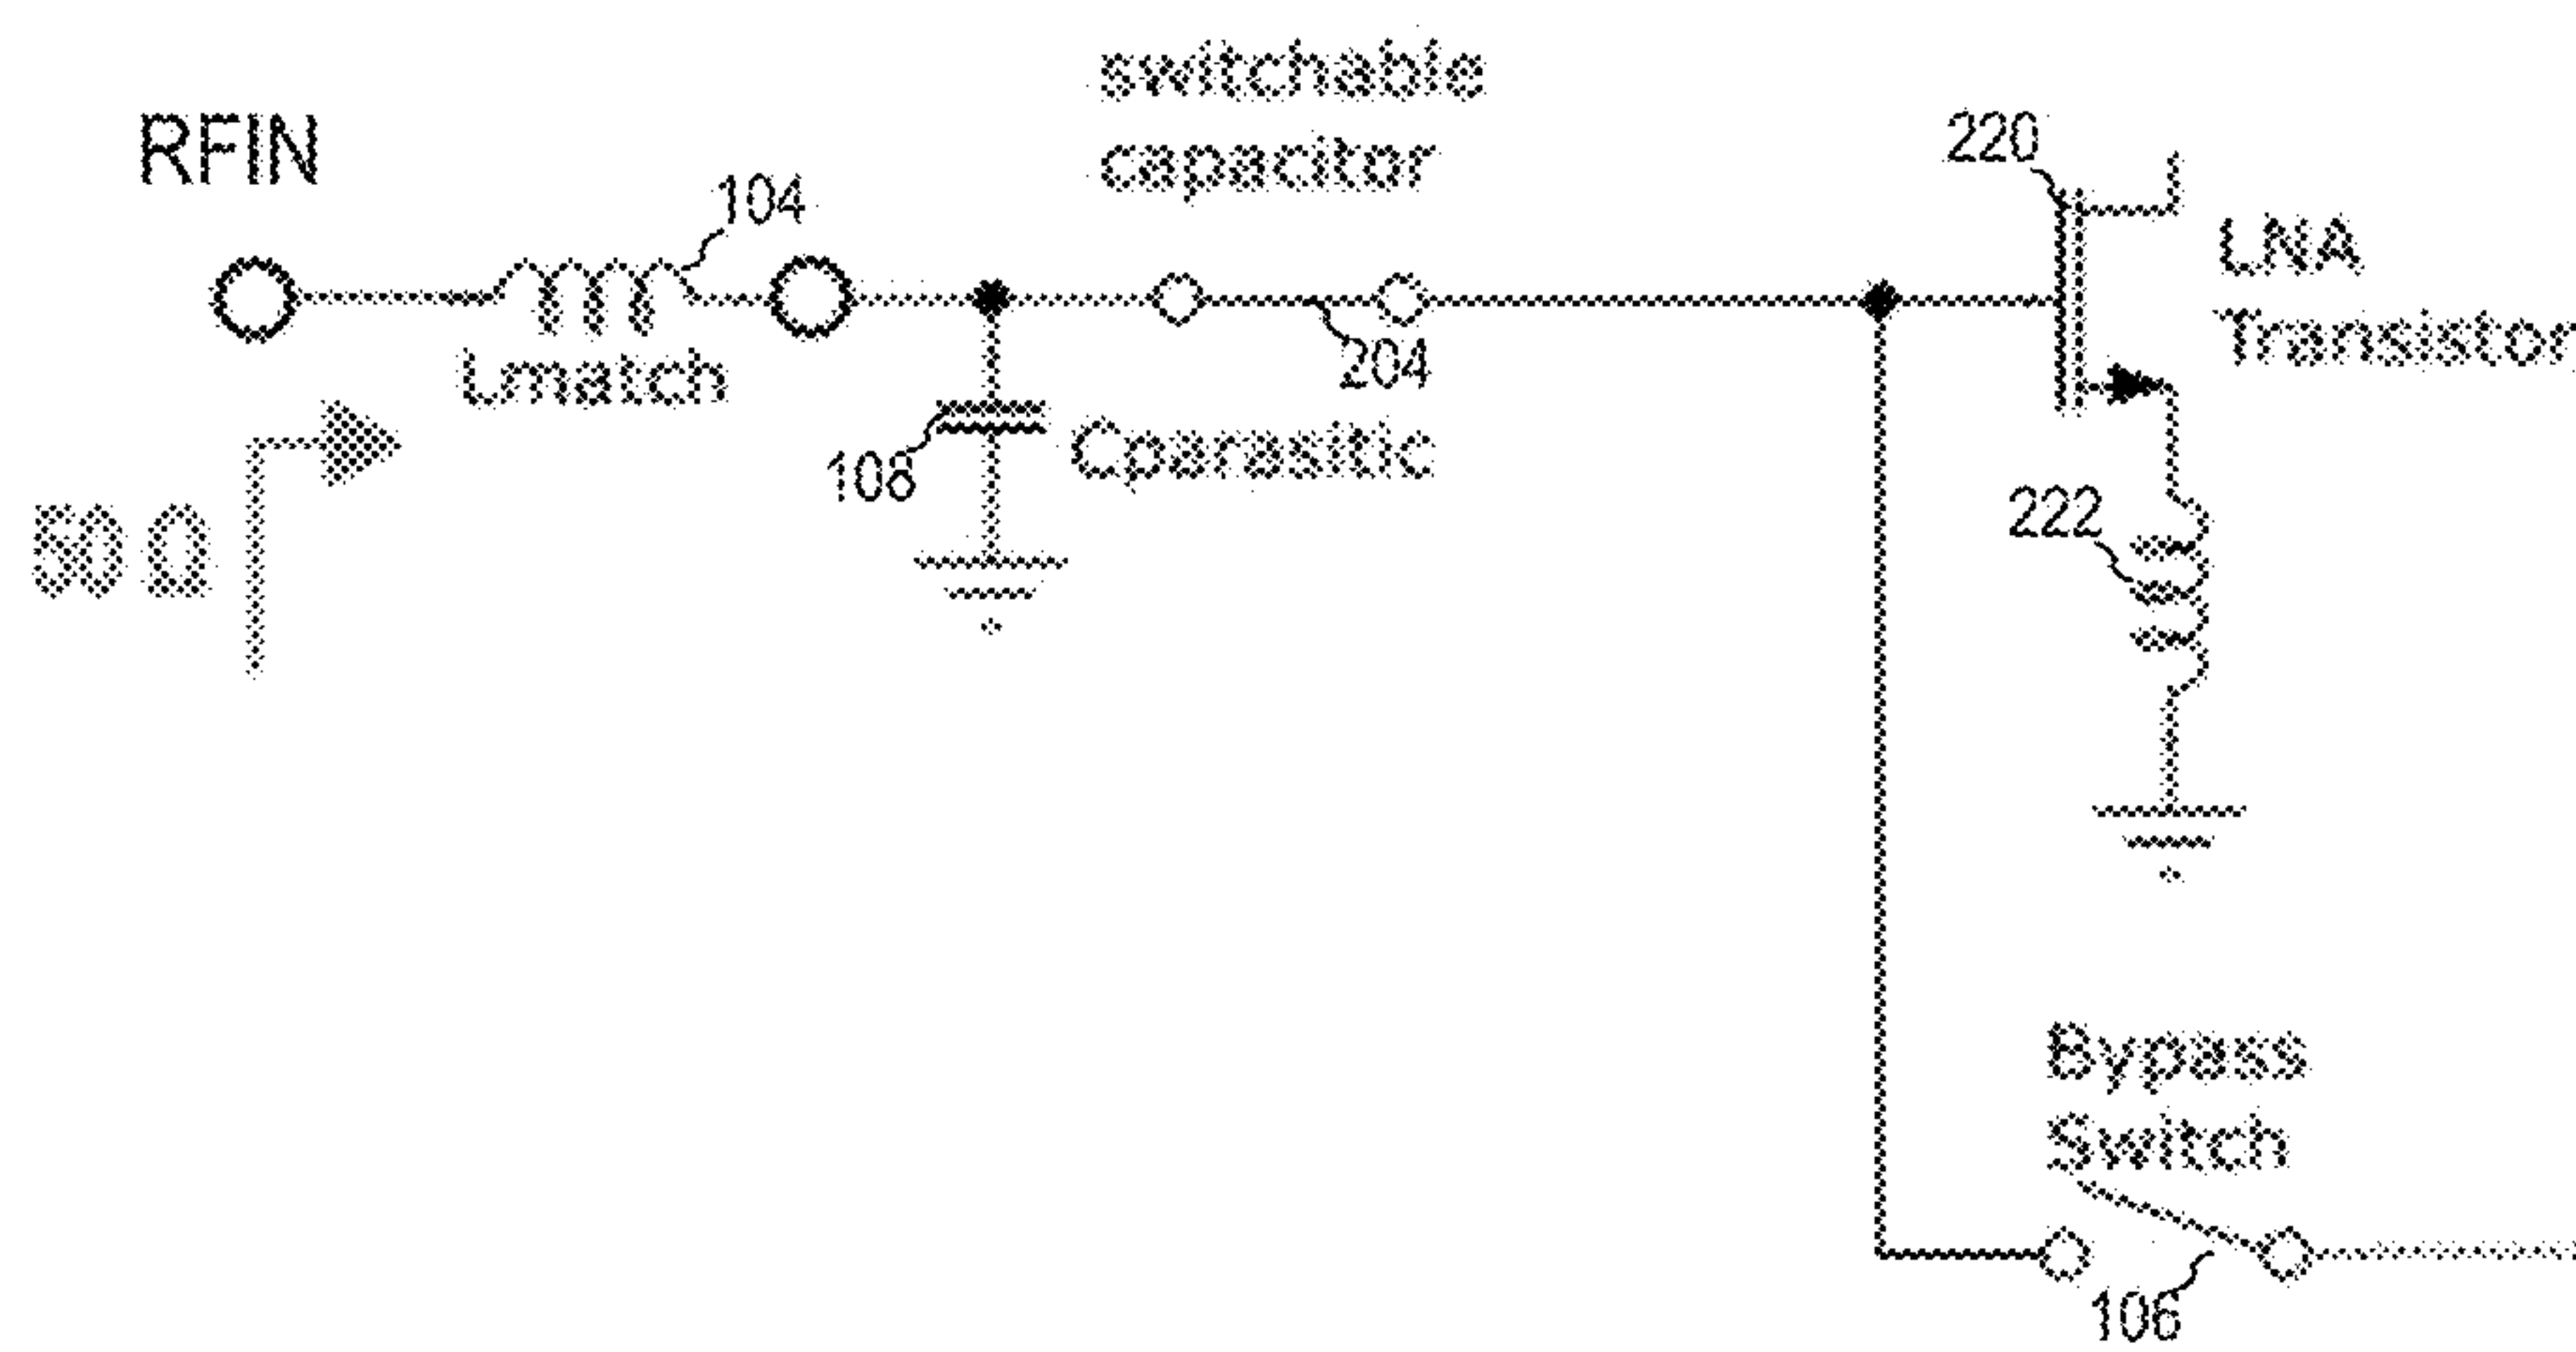 RFIN
104
Lmatch
50 Ω
switchable
capacitor
204
108
Cparasitic
220
LNA
Transistor
222
Bypass
Switch
106